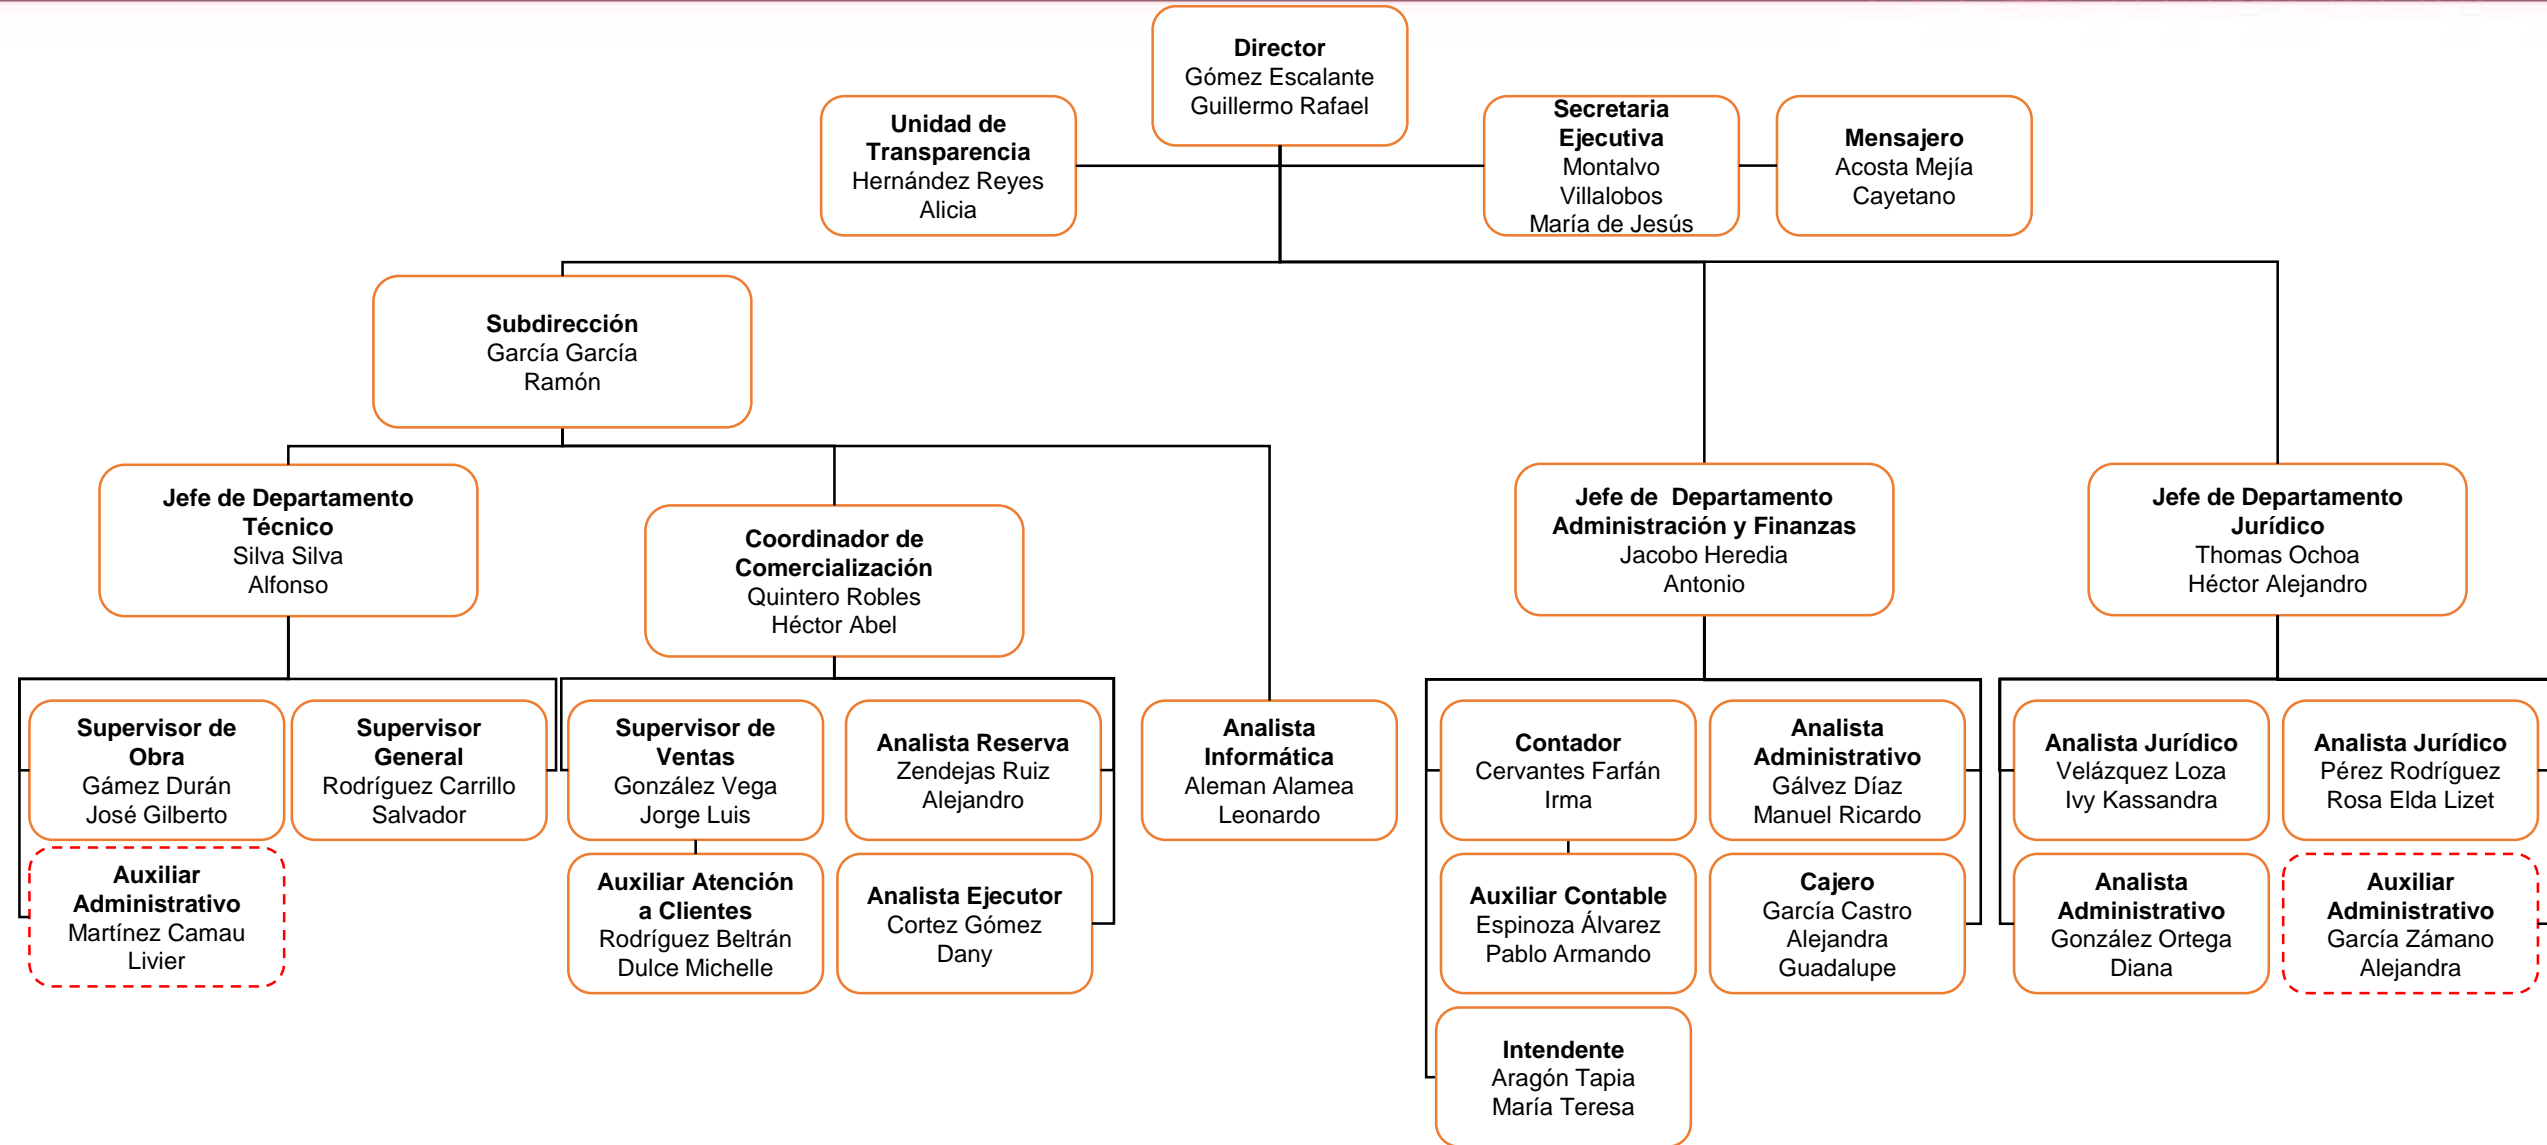 Director
Gómez Escalante
Guillermo Rafael
Unidad de
Transparencia
Hernández Reyes
Alicia
Secretaria
Ejecutiva
Montalvo
Villalobos
María de Jesús
Mensajero
Acosta Mejía
Cayetano
Subdirección
García García
Ramón
Jefe de Departamento
Técnico
Silva Silva
Alfonso
Coordinador de
Comercialización
Quintero Robles
Héctor Abel
Jefe de  Departamento
Administración y Finanzas
Jacobo Heredia
Antonio
Jefe de Departamento
Jurídico
Thomas Ochoa
Héctor Alejandro
Supervisor de
Obra
Gámez Durán
José Gilberto
Supervisor
General
Rodríguez Carrillo
Salvador
Supervisor de
Ventas
González Vega
Jorge Luis
Analista Reserva
Zendejas Ruiz
Alejandro
Analista
Informática
Aleman Alamea
Leonardo
Contador
Cervantes Farfán
Irma
Analista
Administrativo
Gálvez Díaz
Manuel Ricardo
Analista Jurídico
Velázquez Loza
Ivy Kassandra
Analista Jurídico
Pérez Rodríguez
Rosa Elda Lizet
Auxiliar
Administrativo
Martínez Camau
Livier
Auxiliar Atención
a Clientes
Rodríguez Beltrán
Dulce Michelle
Analista Ejecutor
Cortez Gómez
Dany
Auxiliar Contable
Espinoza Álvarez
Pablo Armando
Cajero
García Castro
Alejandra
Guadalupe
Analista
Administrativo
González Ortega
Diana
Auxiliar
Administrativo
García Zámano
Alejandra
Intendente
Aragón Tapia
María Teresa